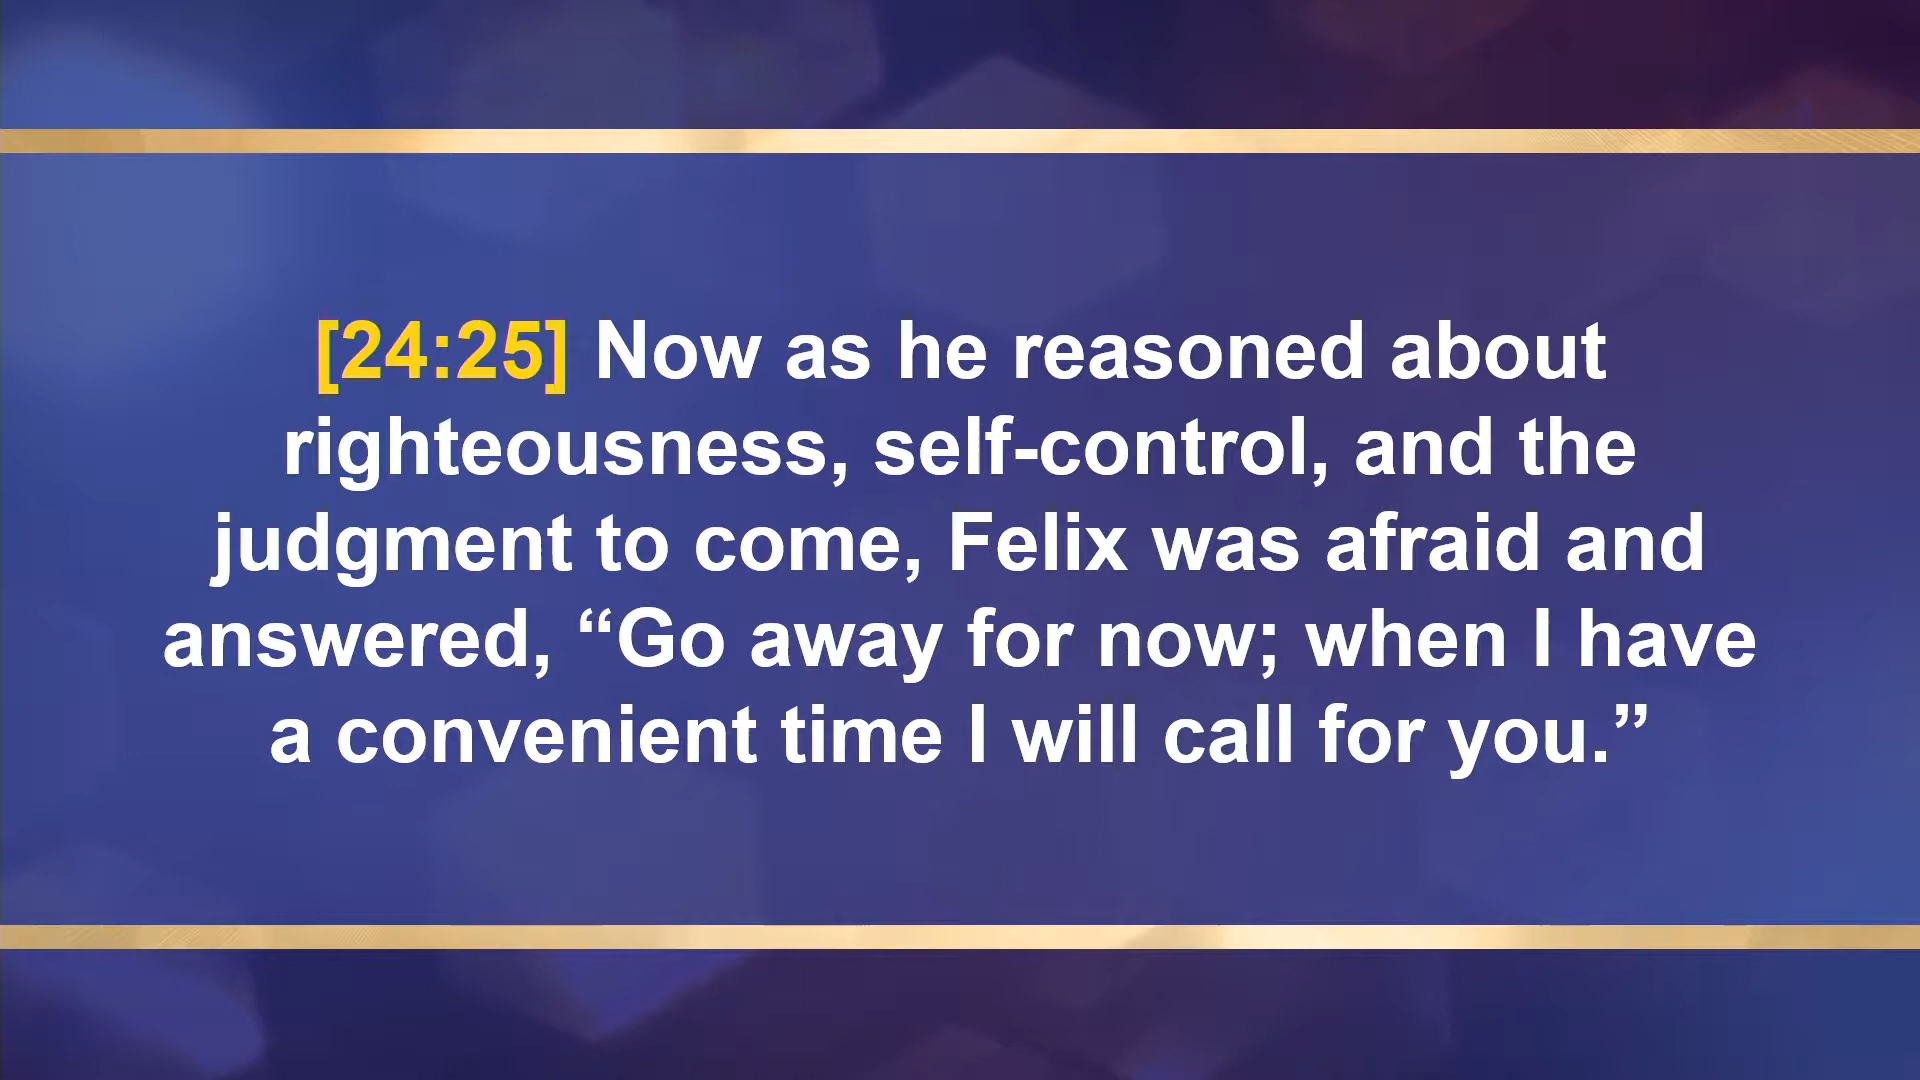 [24:25] Now as he reasoned about
righteousness, self-control, and the
judgment to come, Felix was afraid and
answered, “Go away for now; when I have
a convenient time I will call for you.”